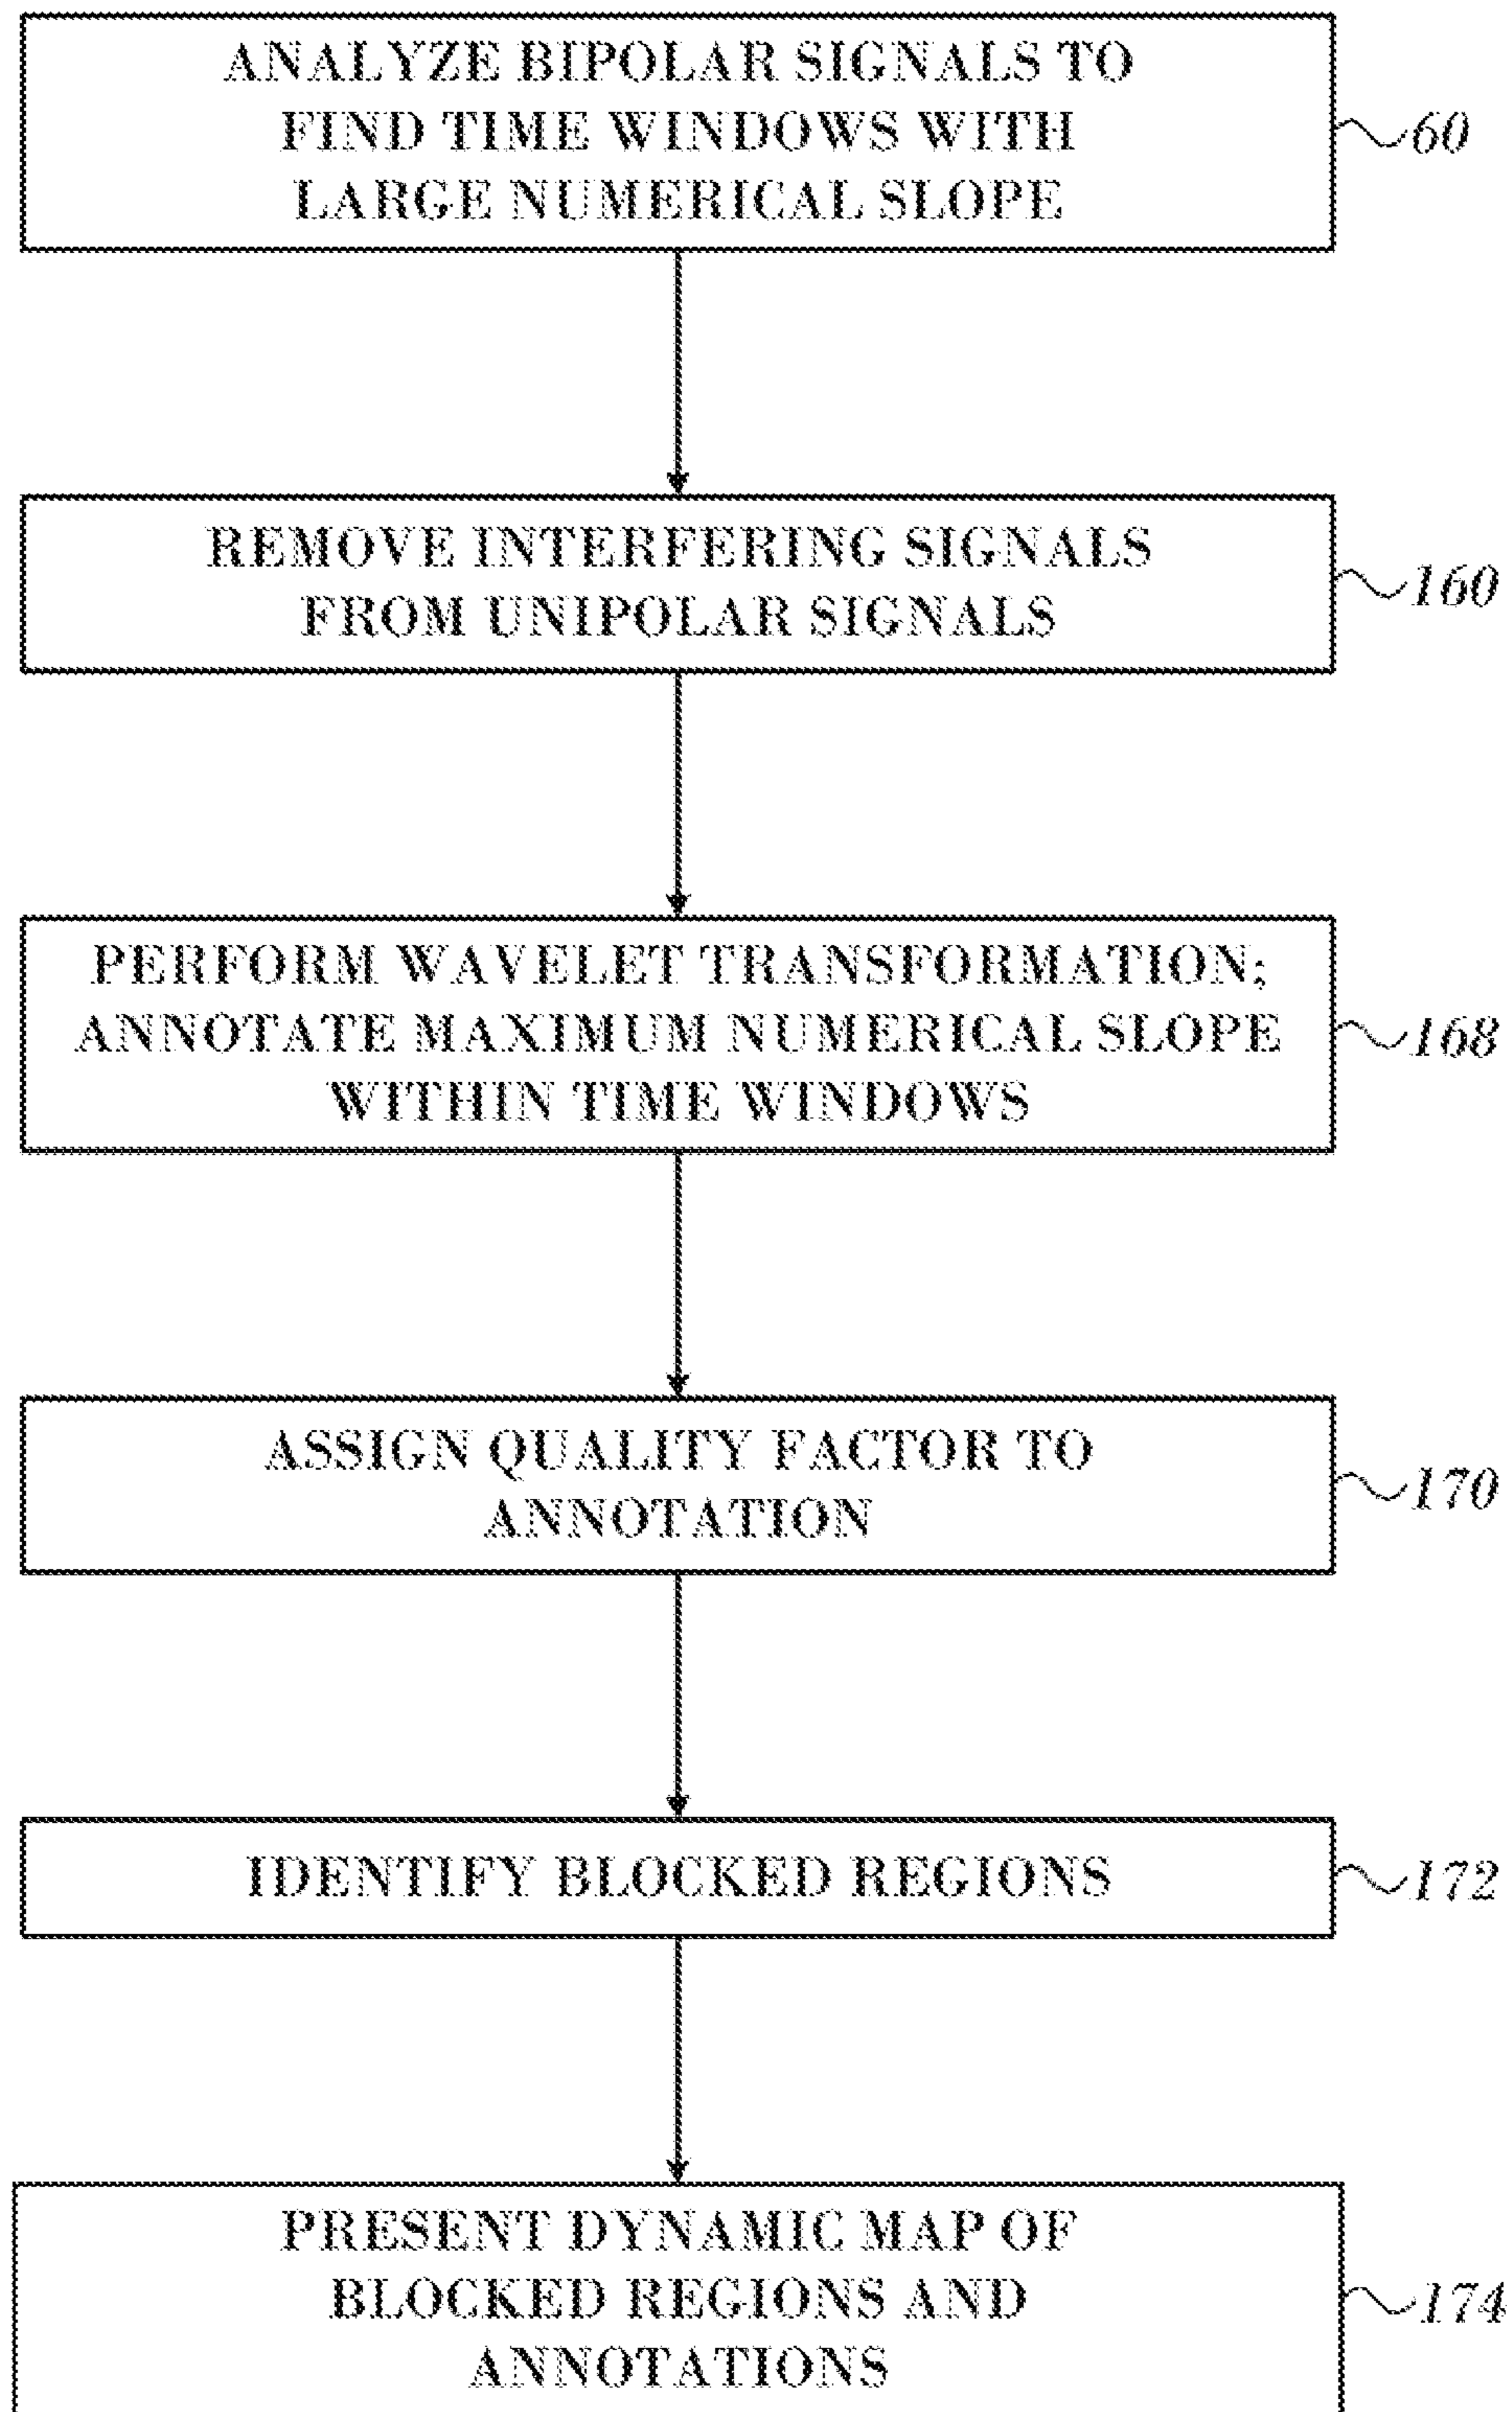 ANALYZE BIPOLAR SIGNALS TO
FIND TIME WINDOWS WITH
LARGE NUMERICAL SLOPE
60
REMOVE INTERFERING SIGNALS
FROM UNIPOLAR SIGNALS
160
PERFORM WAVELET TRANSFORMATION;
ANNOTATE MAXIMUM NUMERICAL SLOPE
WITHIN TIME WINDOWS
168
ASSIGN QUALITY FACTOR TO
ANNOTATION
170
IDENTIFY BLOCKED REGIONS
172
PRESENT DYNAMIC MAP OF
BLOCKED REGIONS AND
ANNOTATIONS
174